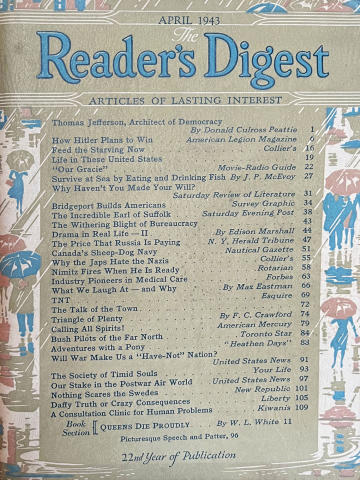 APRIL 1943
The
Reader's Digest
ARTICLES OF LASTING INTEREST
Thomas Jefferson, Architect of Democracy
By Donald Culross Peattie 1
How Hitler Plans to Win American Legion Magazine 6
Feed the Starving Now Collier's 16
Life in These United States 19
"Our Gracie" Movie-Radio Guide 22
Survive at Sea by Eating and Drinking Fish By J. P. McEvoy 27
Why Haven't You Made Your Will?
Saturday Review of Literature 31
Bridgeport Builds Americans Survey Graphic 34
The Incredible Earl of Suffolk Saturday Evening Post 38
The Withering Blight of Bureaucracy 43
Drama in Real Life — II By Edison Marshall 44
The Price That Russia Is Paying N. Y. Herald Tribune 47
Canada's Sheep-Dog Navy Nautical Gazette 51
Why the Japs Hate the Nazis Collier's 55
Nimitz Fires When He Is Ready Rotarian 58
Industry Pioneers in Medical Care Forbes 63
What We Laugh At — and Why By Max Eastman 66
TNT Esquire 69
The Talk of the Town 72
Triangle of Plenty By F. C. Crawford 74
Calling All Spirits! American Mercury 79
Bush Pilots of the Far North Toronto Star 84
Adventures with a Pony "Heathen Days" 88
Will War Make Us a "Have-Not" Nation?
United States News 91
The Society of Timid Souls Your Life 93
Our Stake in the Postwar Air World United States News 97
Nothing Scares the Swedes New Republic 101
Daffy Truth or Crazy Consequences Liberty 105
A Consultation Clinic for Human Problems Kiwanis 109
Book Section QUEENS DIE PROUDLY By W. L. White 11
Picturesque Speech and Patter, 96
22nd Year of Publication